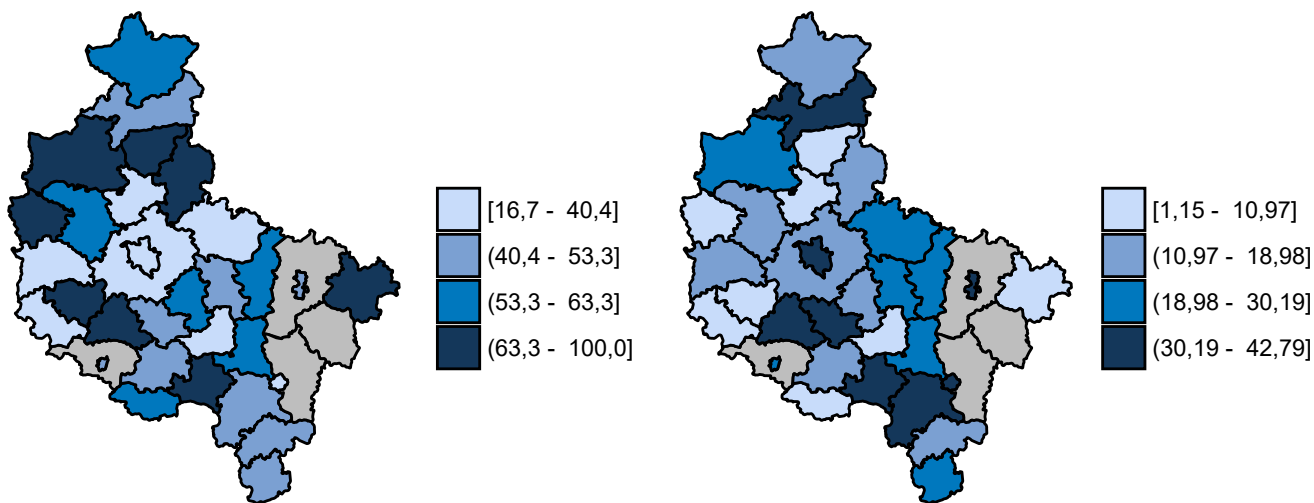 [16,7 - 40,4]
(40,4 - 53,3]
(53,3 - 63,3]
(63,3 - 100,0]
[1,15 - 10,97]
(10,97 - 18,98]
(18,98 - 30,19]
(30,19 - 42,79]